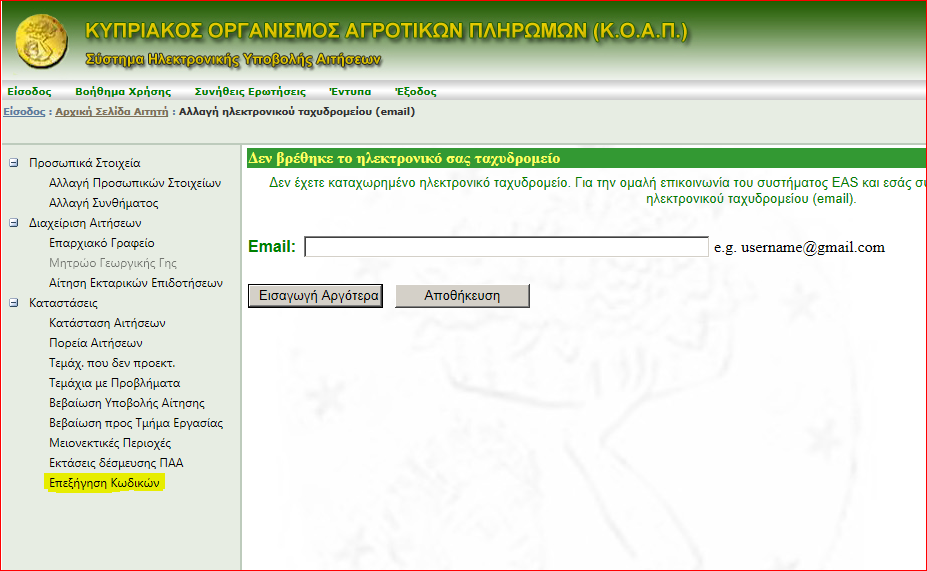 ΚΥΠΡΙΑΚΟΣ ΟΡΓΑΝΙΣΜΟΣ ΑΓΡΟΤΙΚΩΝ ΠΛΗΡΩΜΩΝ (Κ.Ο.Α.Π.)
Σύστημα Ηλεκτρονικής Υποβολής Αιτήσεων
Είσοδος Βοήθημα Χρήσης Συνήθεις Ερωτήσεις Έντυπα Έξοδος
Είσοδος : Αρχική Σελίδα Αιτητή : Αλλαγή ηλεκτρονικού ταχυδρομείου (email)
Προσωπικά Στοιχεία
Αλλαγή Προσωπικών Στοιχείων
Αλλαγή Συνθήματος
Διαχείριση Αιτήσεων
Επαρχιακό Γραφείο
Μητρώο Γεωργικής Γης
Αίτηση Εκταρικών Επιδοτήσεων
Καταστάσεις
Κατάσταση Αιτήσεων
Πορεία Αιτήσεων
Τεμάχ. που δεν προεκτ.
Τεμάχια με Προβλήματα
Βεβαίωση Υποβολής Αίτησης
Βεβαίωση προς Τμήμα Εργασίας
Μειονεκτικές Περιοχές
Εκτάσεις δέσμευσης ΠΑΑ
Επεξήγηση Κωδικών
Δεν βρέθηκε το ηλεκτρονικό σας ταχυδρομείο
Δεν έχετε καταχωρημένο ηλεκτρονικό ταχυδρομείο. Για την ομαλή επικοινωνία του συστήματος EAS και εσάς
ηλεκτρονικού ταχυδρομείου (email).
Email: e.g. username@gmail.com
Εισαγωγή Αργότερα Αποθήκευση